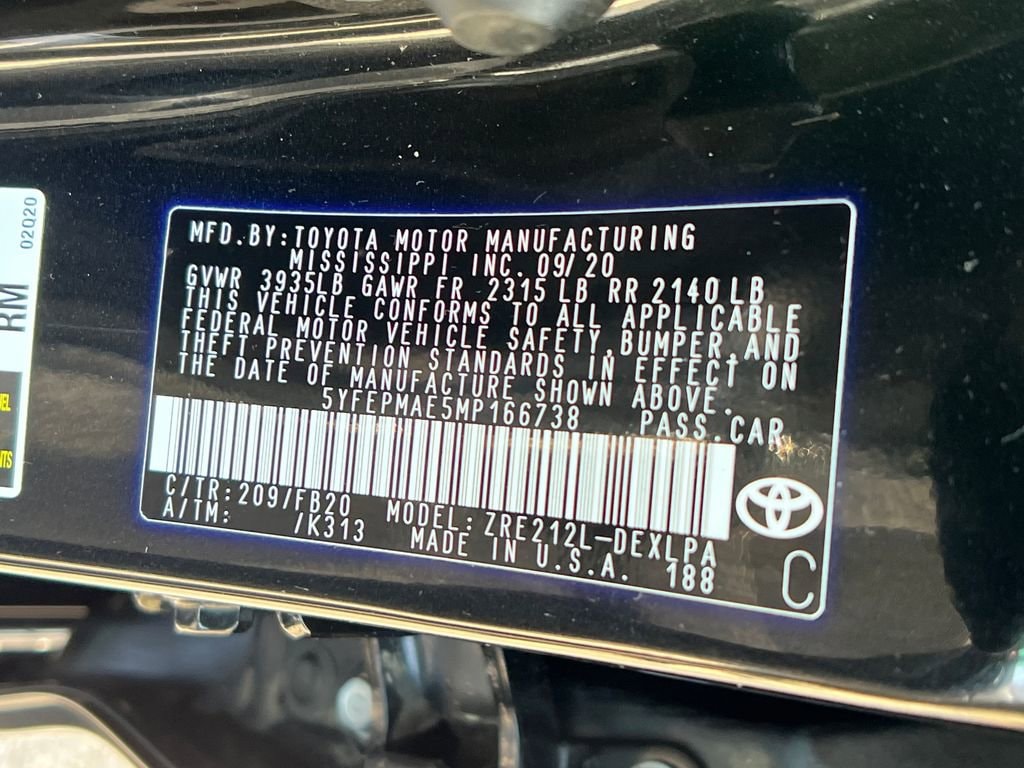 02Q20
RM
MFD.BY:TOYOTA MOTOR MANUFACTURING
MISSISSIPPI INC. 09/20
GVWR 3935LB GAWR FR 2315 LB RR 2140 LB
THIS VEHICLE CONFORMS TO ALL APPLICABLE
FEDERAL MOTOR VEHICLE SAFETY,BUMPER,AND
THEFT PREVENTION STANDARDS IN EFFECT ON
THE DATE OF MANUFACTURE SHOWN ABOVE.
5YFEPMAE5MP166738 PASS.CAR
C/TR:209/FB20 MODEL:ZRE212L-DEXLPA
A/TM: /K313 MADE IN U.S.A. 188
C